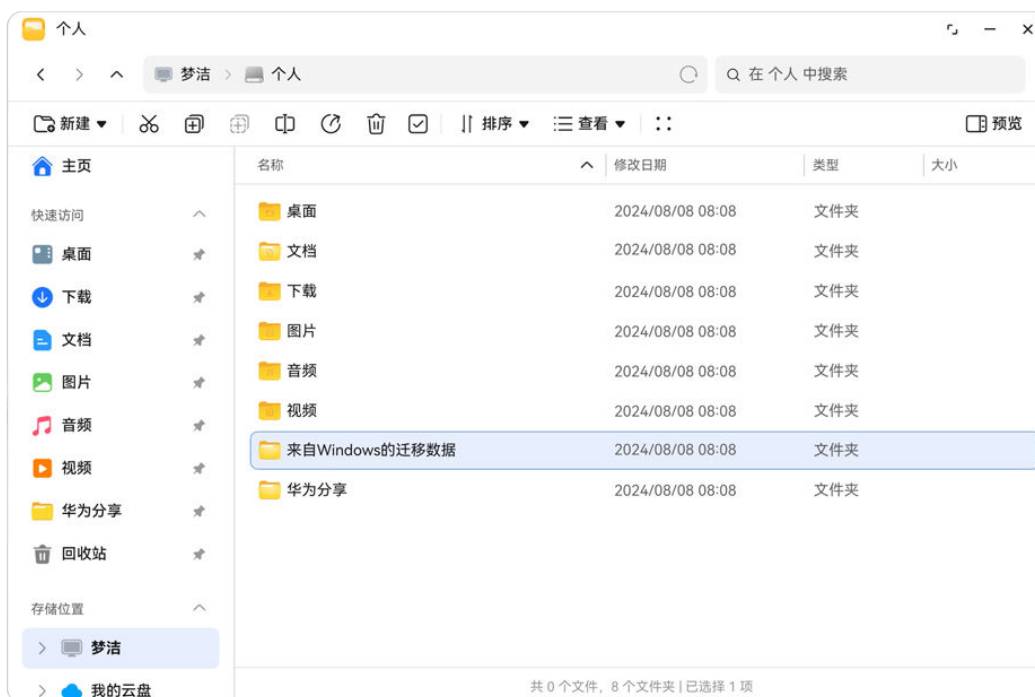 个人
梦洁 > 个人
在 个人 中搜索
新建
排序
查看
预览
主页
快速访问
桌面
下载
文档
图片
音频
视频
华为分享
回收站
存储位置
梦洁
我的云盘
名称 修改日期 类型 大小
桌面 2024/08/08 08:08 文件夹
文档 2024/08/08 08:08 文件夹
下载 2024/08/08 08:08 文件夹
图片 2024/08/08 08:08 文件夹
音频 2024/08/08 08:08 文件夹
视频 2024/08/08 08:08 文件夹
来自Windows的迁移数据 2024/08/08 08:08 文件夹
华为分享 2024/08/08 08:08 文件夹
共 0 个文件，8 个文件夹 | 已选择 1 项